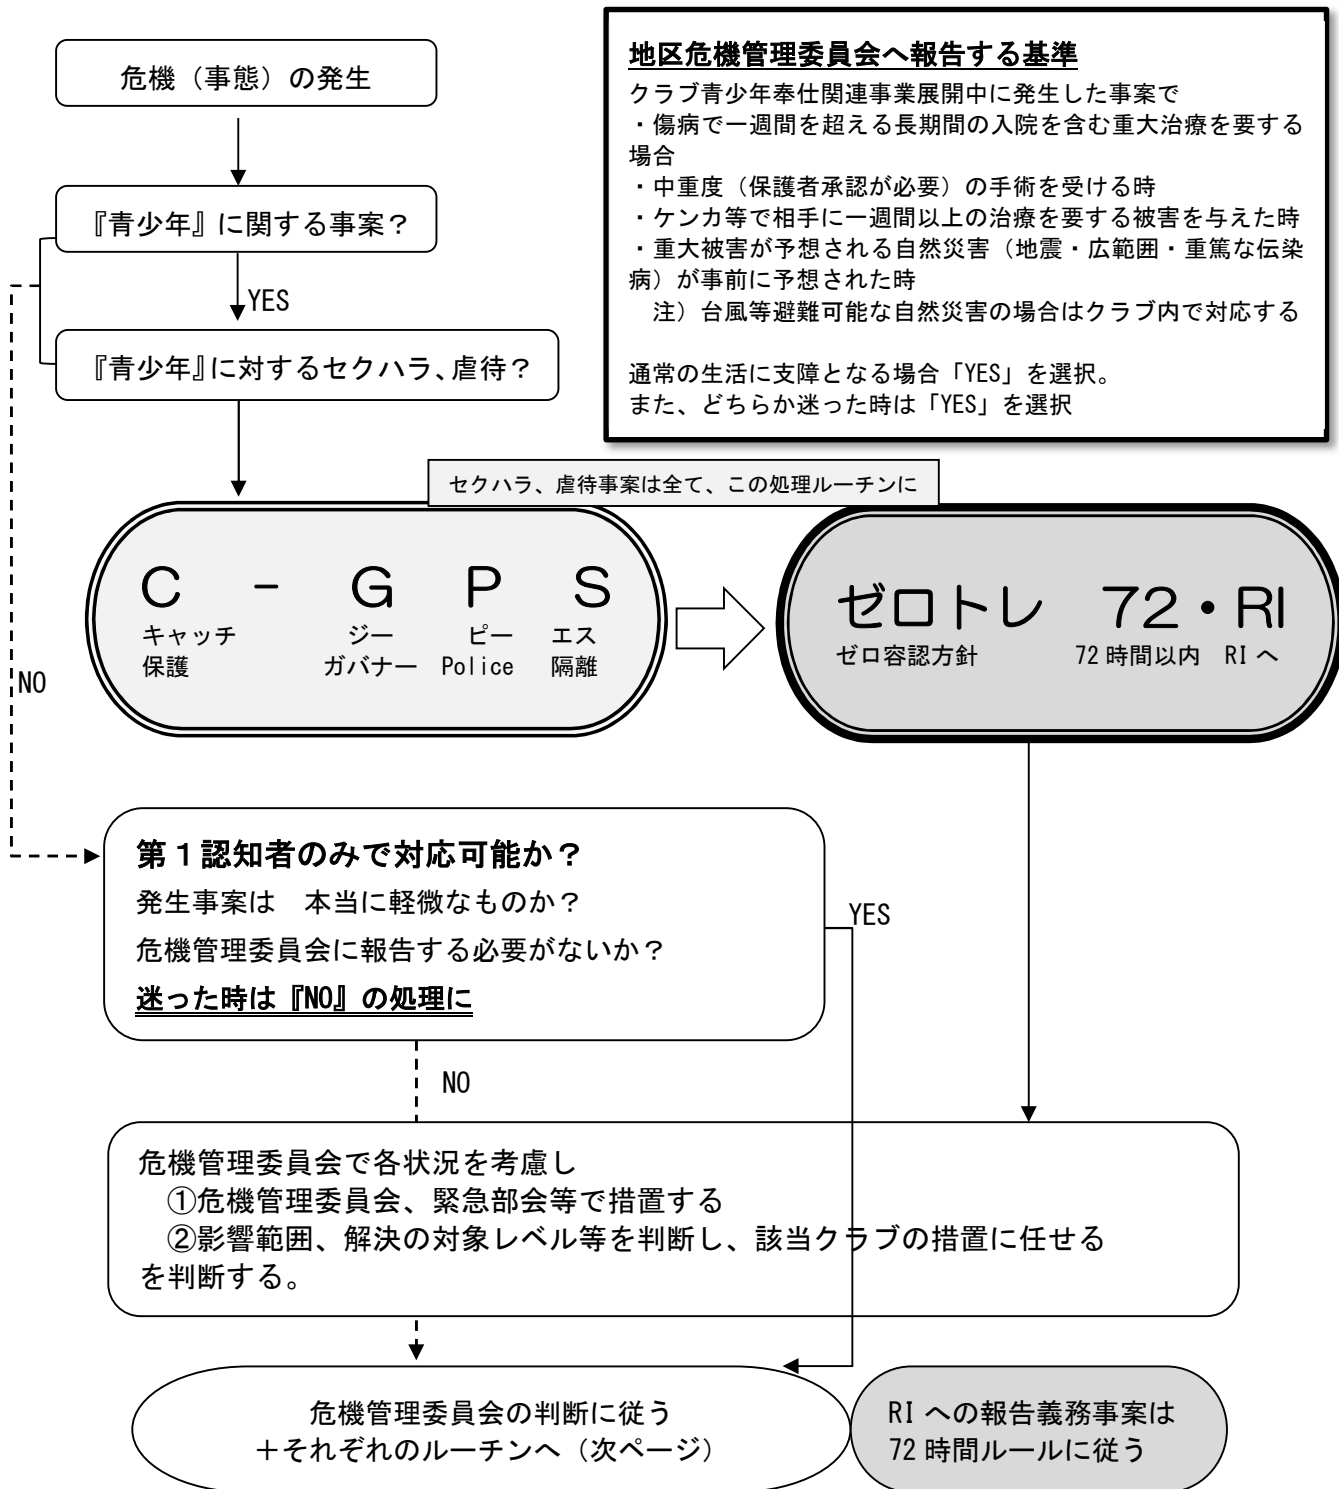 危機（事態）の発生
『青少年』に関する事案？
YES
『青少年』に対するセクハラ、虐待？
地区危機管理委員会へ報告する基準
クラブ青少年奉仕関連事業展開中に発生した事案で
・傷病で一週間を超える長期間の入院を含む重大治療を要する
場合
・中重度（保護者承認が必要）の手術を受ける時
・ケンカ等で相手に一週間以上の治療を要する被害を与えた時
・重大被害が予想される自然災害（地震・広範囲・重篤な伝染
病）が事前に予想された時
注）台風等避難可能な自然災害の場合はクラブ内で対応する
通常の生活に支障となる場合「YES」を選択。
また、どちらか迷った時は「YES」を選択
セクハラ、虐待事案は全て、この処理ルーチンに
C - G P S
キャッチ ジー ピー エス
保護 ガバナー Police 隔離
ゼロトレ 72・RI
ゼロ容認方針 72時間以内 RIへ
NO
第１認知者のみで対応可能か？
発生事案は 本当に軽微なものか？
危機管理委員会に報告する必要がないか？
迷った時は『NO』の処理に
YES
NO
危機管理委員会で各状況を考慮し
①危機管理委員会、緊急部会等で措置する
②影響範囲、解決の対象レベル等を判断し、該当クラブの措置に任せる
を判断する。
危機管理委員会の判断に従う
＋それぞれのルーチンへ（次ページ）
RIへの報告義務事案は
72時間ルールに従う